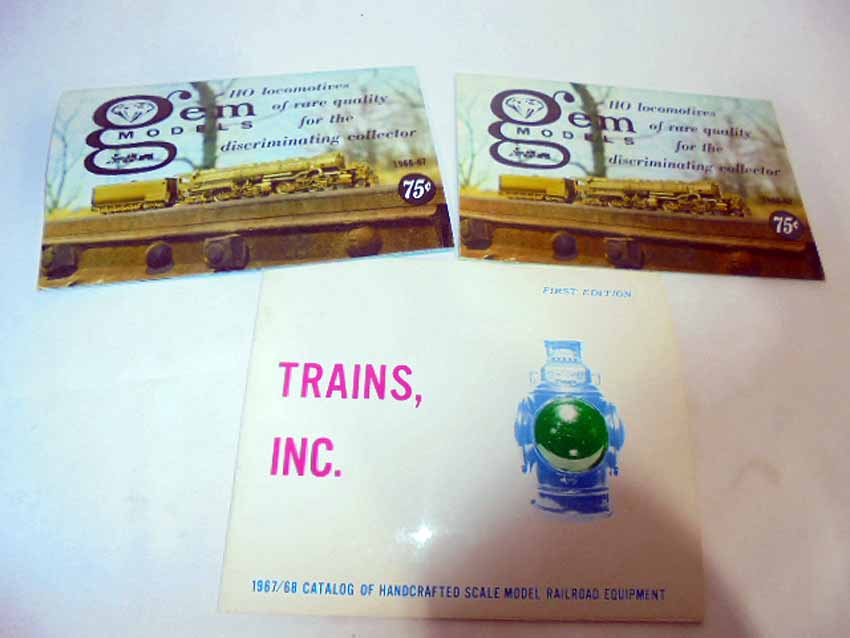 gem MODELS
HO locomotives
of rare quality
for the
discriminating collector
1966-67
75¢
gem MODELS
HO locomotives
of rare quality
for the
discriminating collector
75¢
FIRST EDITION
TRAINS,
INC.
1967/68 CATALOG OF HANDCRAFTED SCALE MODEL RAILROAD EQUIPMENT